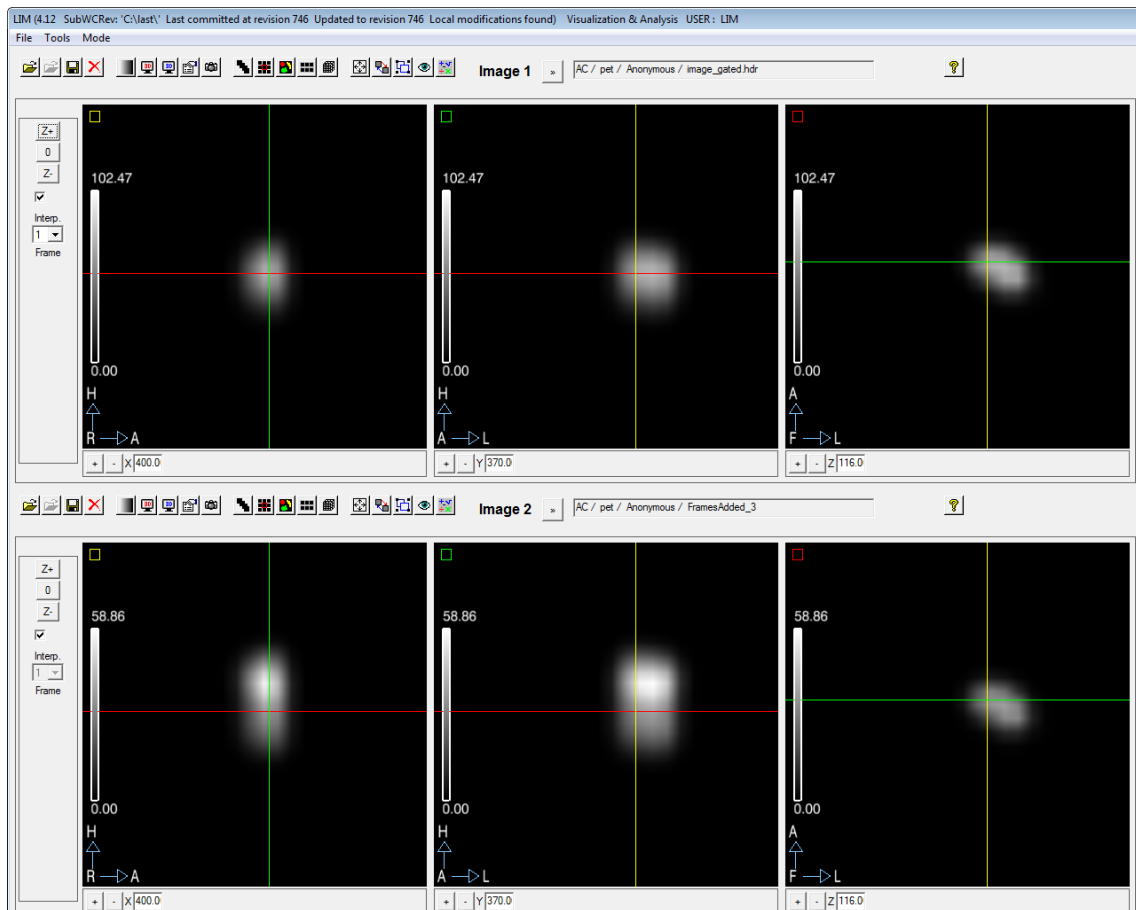 LIM (4.12 SubWCRev: 'C:\last\' Last committed at revision 746 Updated to revision 746 Local modifications found) Visualization & Analysis USER : LIM
File Tools Mode
Image 1 » AC / pet / Anonymous / image_gated.hdr ?
Z+
0
Z-
Interp.
1
Frame
102.47
0.00
H
R A
102.47
0.00
H
A L
102.47
0.00
A
F L
+ - X 400.0
+ - Y 370.0
+ - Z 116.0
Image 2 » AC / pet / Anonymous / FramesAdded_3 ?
Z+
0
Z-
Interp.
1
Frame
58.86
0.00
H
R A
58.86
0.00
H
A L
58.86
0.00
A
F L
+ - X 400.0
+ - Y 370.0
+ - Z 116.0